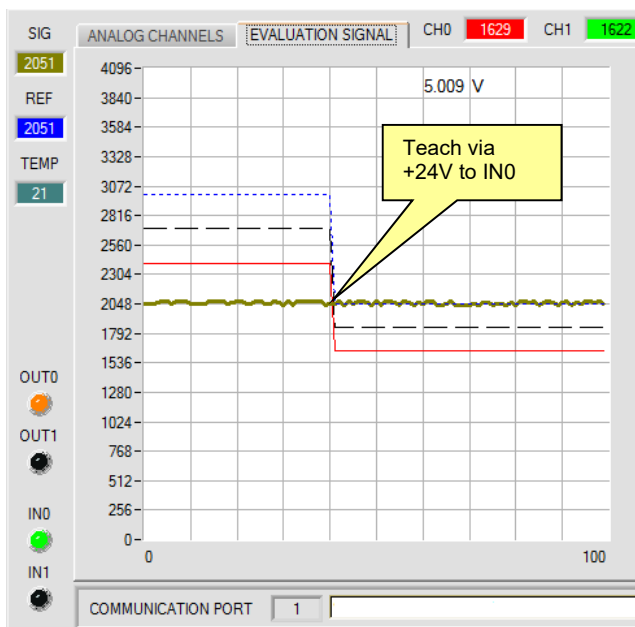 SIG
ANALOG CHANNELS
EVALUATION SIGNAL
CH0
1629
CH1
1622
2051
REF
2051
TEMP
21
4096
3840
3584
3328
3072
2816
2560
2304
2048
1792
1536
1280
1024
768
512
256
0
5.009 V
Teach via
+24V to IN0
0
100
OUT0
OUT1
IN0
IN1
COMMUNICATION PORT
1